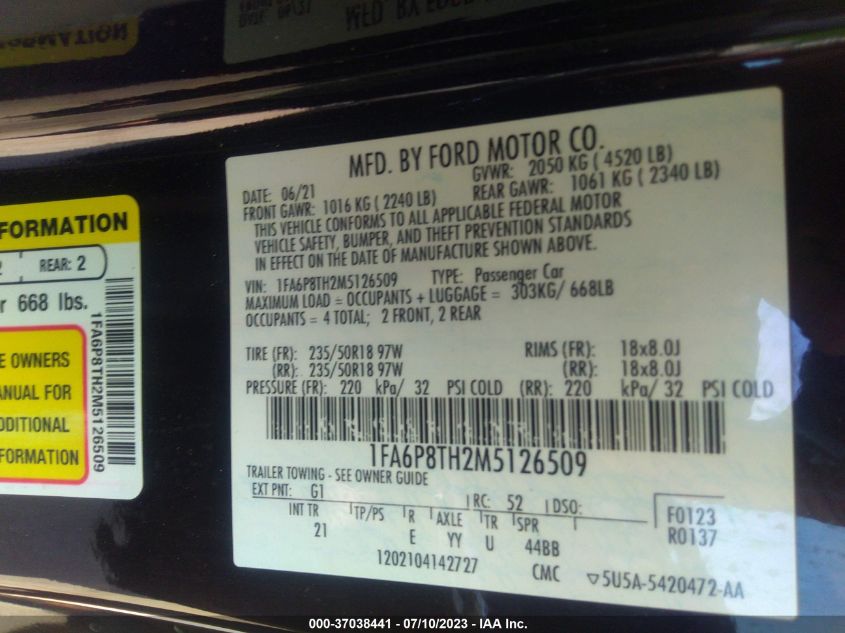 FORMATION
REAR: 2
668 lbs.
E OWNERS
ANUAL FOR
DDITIONAL
FORMATION
1FA6P8TH2M5126509
MFD. BY FORD MOTOR CO.
DATE: 06/21 GVWR: 2050 KG ( 4520 LB)
FRONT GAWR: 1016 KG ( 2240 LB) REAR GAWR: 1061 KG ( 2340 LB)
THIS VEHICLE CONFORMS TO ALL APPLICABLE FEDERAL MOTOR
VEHICLE SAFETY, BUMPER, AND THEFT PREVENTION STANDARDS
IN EFFECT ON THE DATE OF MANUFACTURE SHOWN ABOVE.
VIN: 1FA6P8TH2M5126509 TYPE: Passenger Car
MAXIMUM LOAD = OCCUPANTS + LUGGAGE = 303KG/ 668LB
OCCUPANTS = 4 TOTAL; 2 FRONT, 2 REAR
TIRE (FR): 235/50R18 97W RIMS (FR): 18x8.0J
(RR): 235/50R18 97W (RR): 18x8.0J
PRESSURE (FR): 220 kPa/ 32 PSI COLD (RR): 220 kPa/ 32 PSI COLD
1FA6P8TH2M5126509
TRAILER TOWING - SEE OWNER GUIDE
EXT PNT: G1 RC: 52 DSO: F0123
INT TR TP/PS R AXLE TR SPR R0137
21 E YY U 44BB
1202104142727 CMC ▽5U5A-5420472-AA
000-37038441 - 07/10/2023 - IAA Inc.